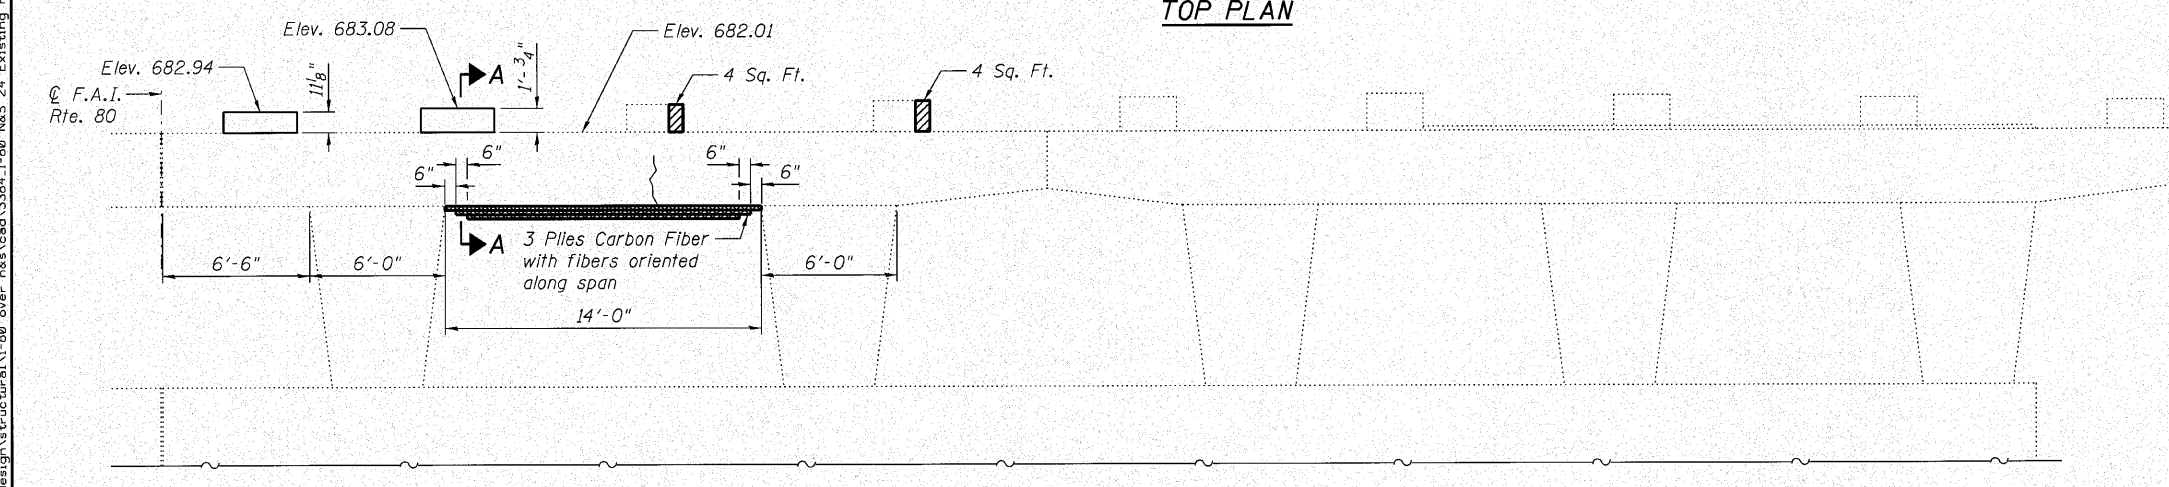 TOP PLAN
Elev. 683.08
Elev. 682.01
Elev. 682.94
11⅛"
A
1'-¾"
4 Sq. Ft.
4 Sq. Ft.
℄ F.A.I.
Rte. 80
6"
6"
6"
6"
A
3 Plies Carbon Fiber
with fibers oriented
along span
6'-6"
6'-0"
6'-0"
14'-0"